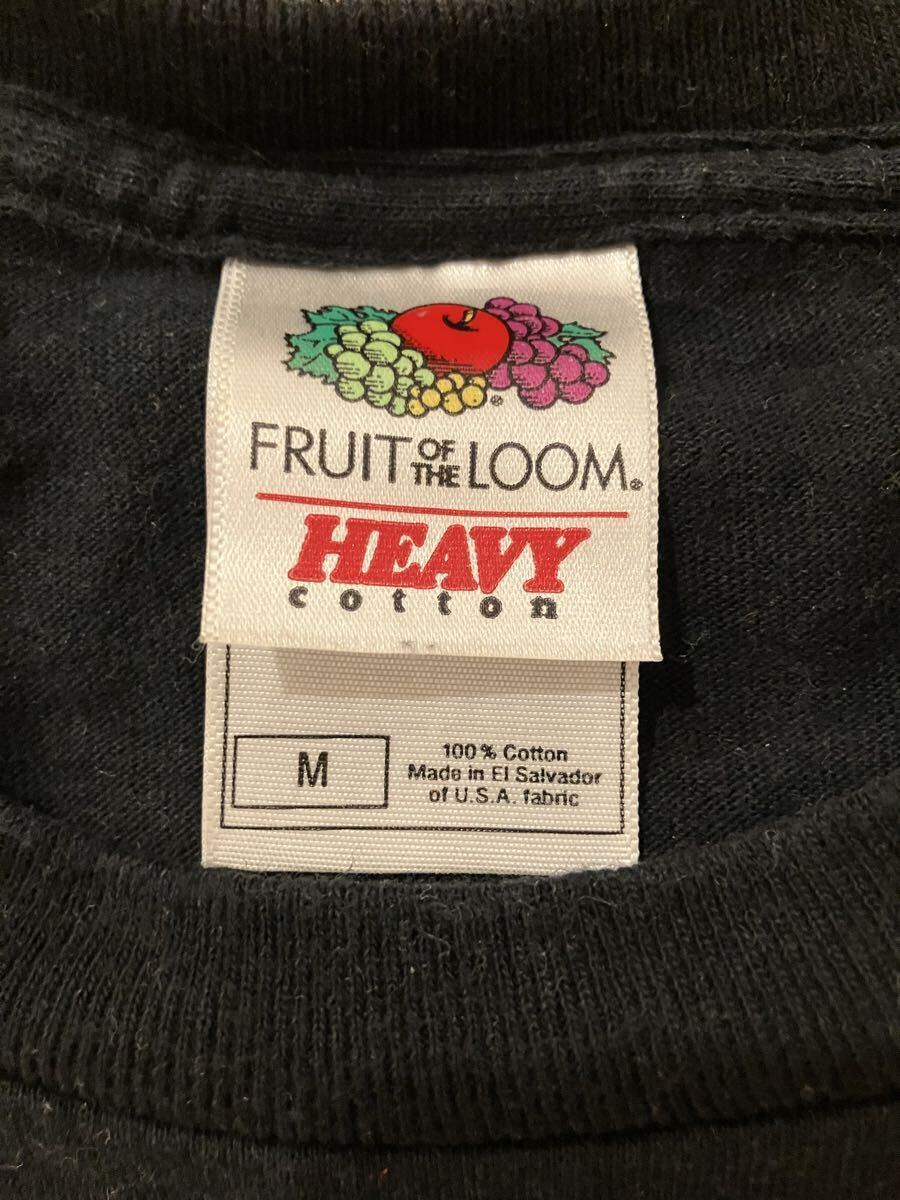 FRUIT OF THE LOOM®
HEAVY
cotton
M
100% Cotton
Made in El Salvador
of U.S.A. fabric